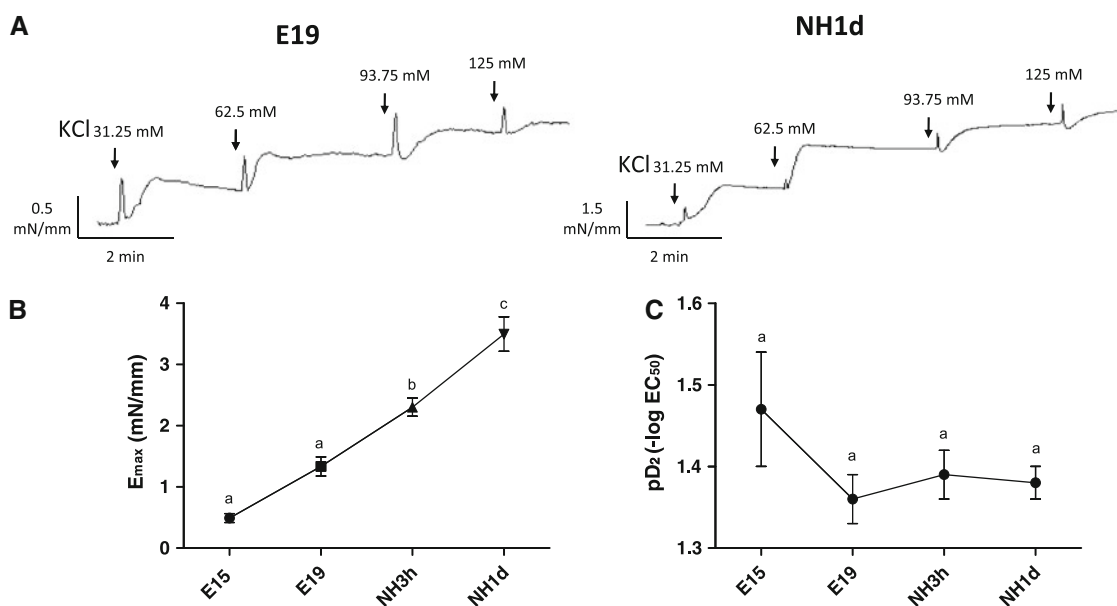 A
E19
NH1d
KCl 31.25 mM
62.5 mM
93.75 mM
125 mM
0.5
mN/mm
2 min
KCl 31.25 mM
62.5 mM
93.75 mM
125 mM
1.5
mN/mm
2 min
B
Emax (mN/mm)
4
3
2
1
0
a
a
b
c
E15
E19
NH3h
NH1d
C
pD2 (-log EC50)
1.6
1.5
1.4
1.3
a
a
a
a
E15
E19
NH3h
NH1d